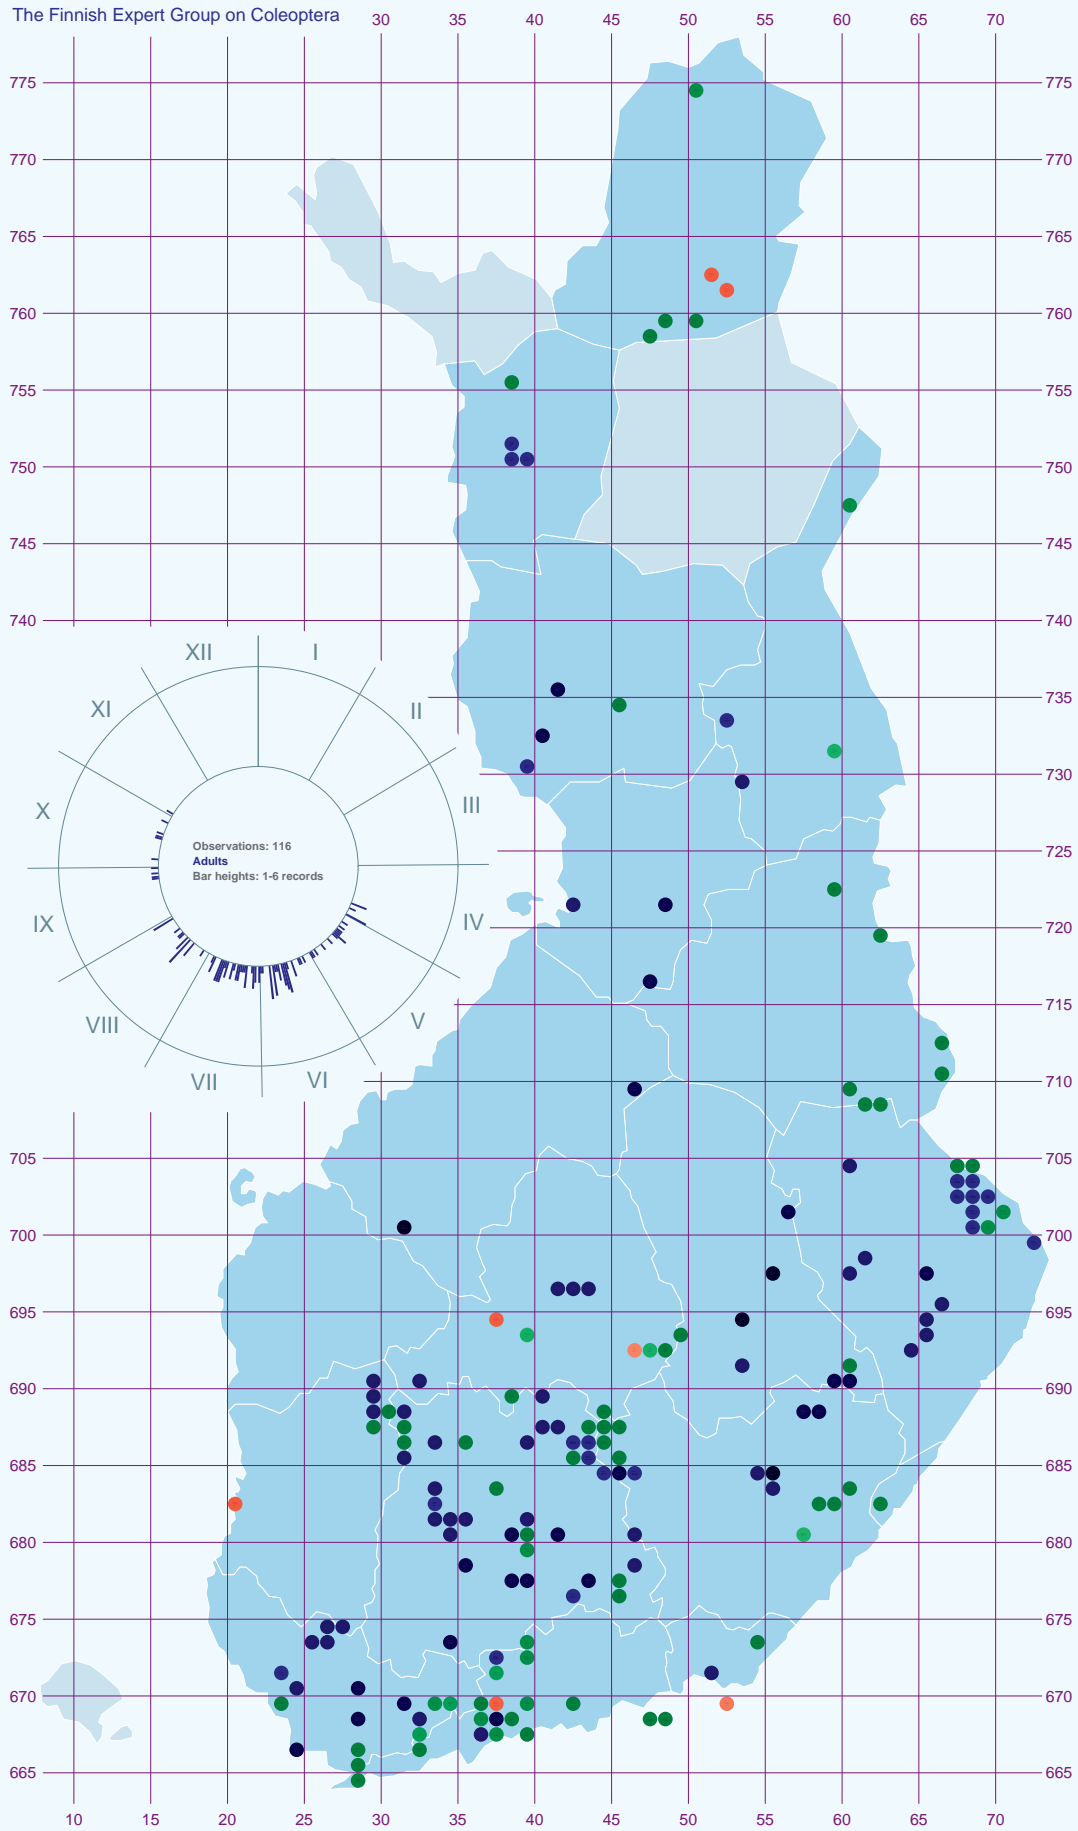 The Finnish Expert Group on Coleoptera
30 40 45 50 55 60 70
775 775
770 770
765 765
760 760
755 755
750 750
745 745
740 740
XII I
XI II
735
X III
730
Observations: 116
Adults
Bar heights: 1-6 records
725
IX IV
720
715
VIII V
VII VI
710
705 705
700 700
695 695
690 690
685 685
680 680
675 675
670 670
665 665
10 15 20 25 30 35 40 45 50 55 60 70